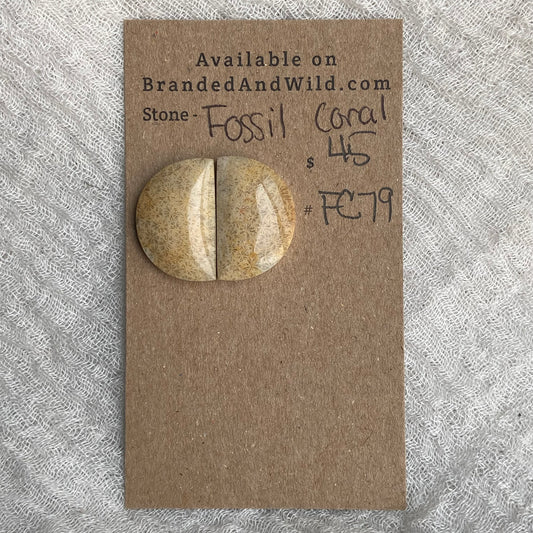 Available on
BrandedAndWild.com
Stone - Fossil Coral
$ 45
# FC79